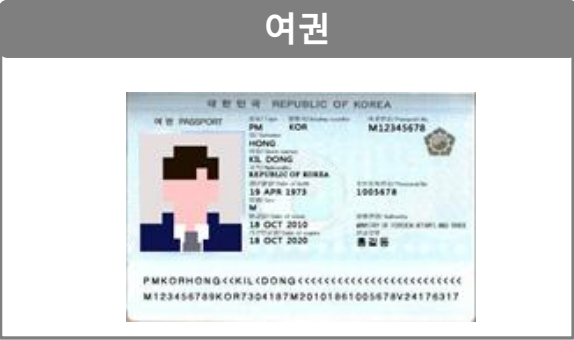 여권
대한민국 REPUBLIC OF KOREA
여권 PASSPORT
PM KOR M12345678
HONG
KIL DONG
REPUBLIC OF KOREA
19 APR 1973 1005678
M
18 OCT 2010
18 OCT 2020 홍길동
PMKORHONG<<KIL<DONG<<<<<<<<<<<<<<<<<<<<<<<<<
M123456789KOR7304187M20101861005678V24176317